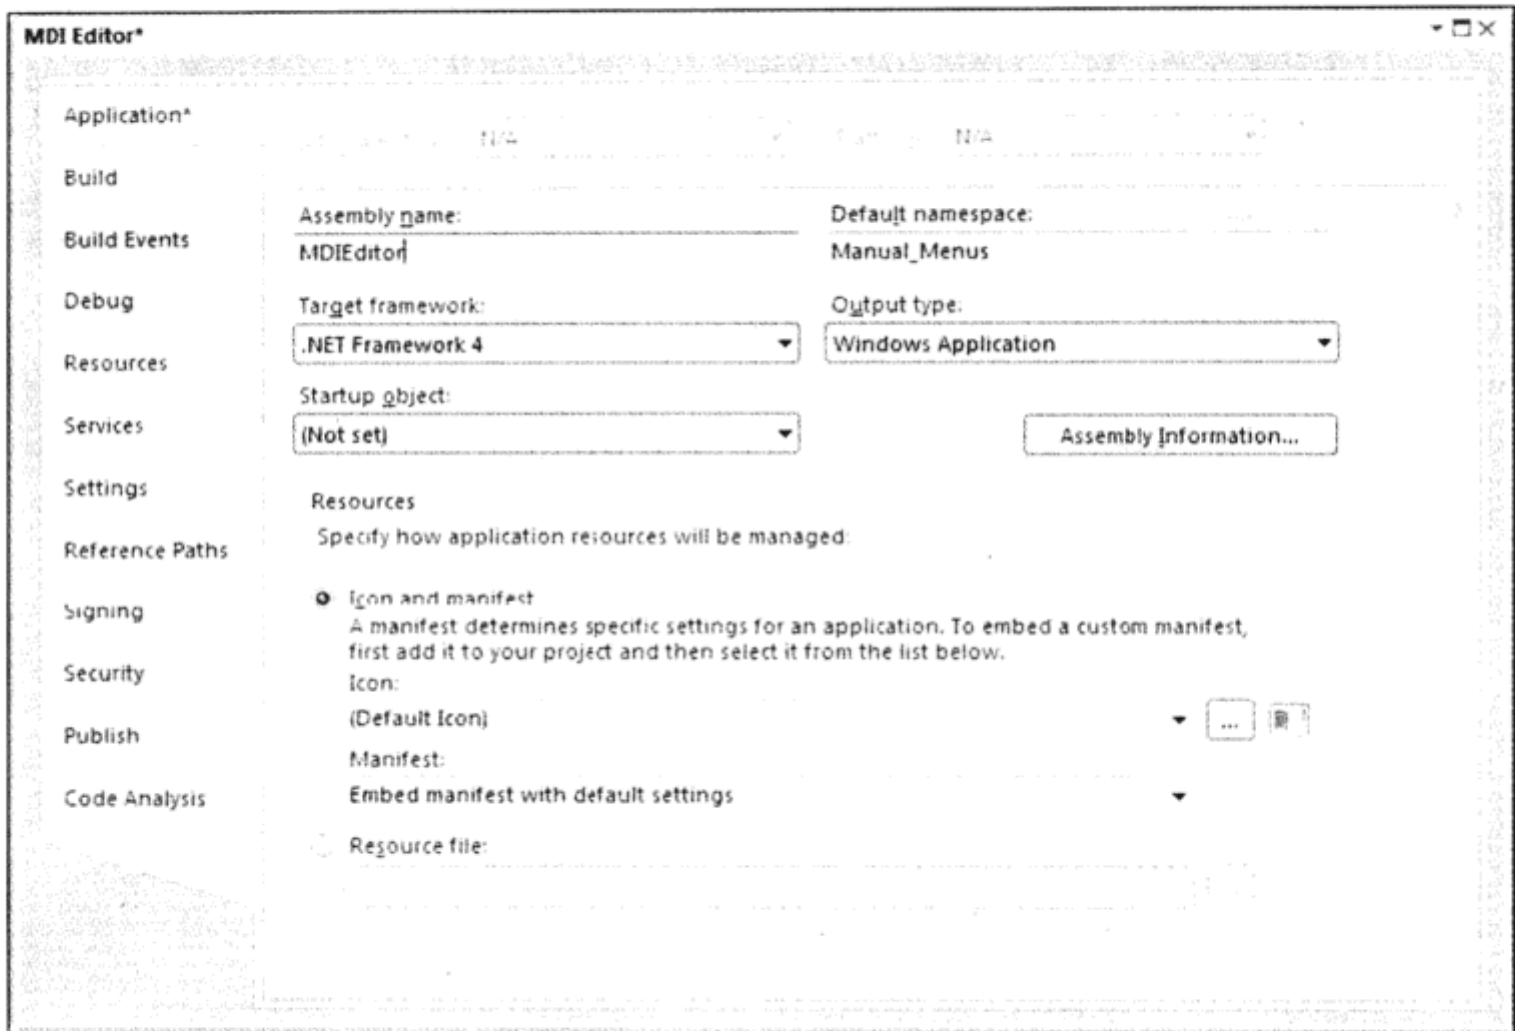 MDI Editor*
Application*
N/A
N/A
Build
Assembly name:
Default namespace:
Build Events
MDIEditor
Manual_Menus
Debug
Target framework:
Output type:
.NET Framework 4
Windows Application
Resources
Startup object:
Services
(Not set)
Assembly Information...
Settings
Resources
Specify how application resources will be managed:
Reference Paths
Icon and manifest
Signing
A manifest determines specific settings for an application. To embed a custom manifest,
first add it to your project and then select it from the list below.
Security
Icon:
(Default Icon)
...
Publish
Manifest:
Embed manifest with default settings
Code Analysis
Resource file: